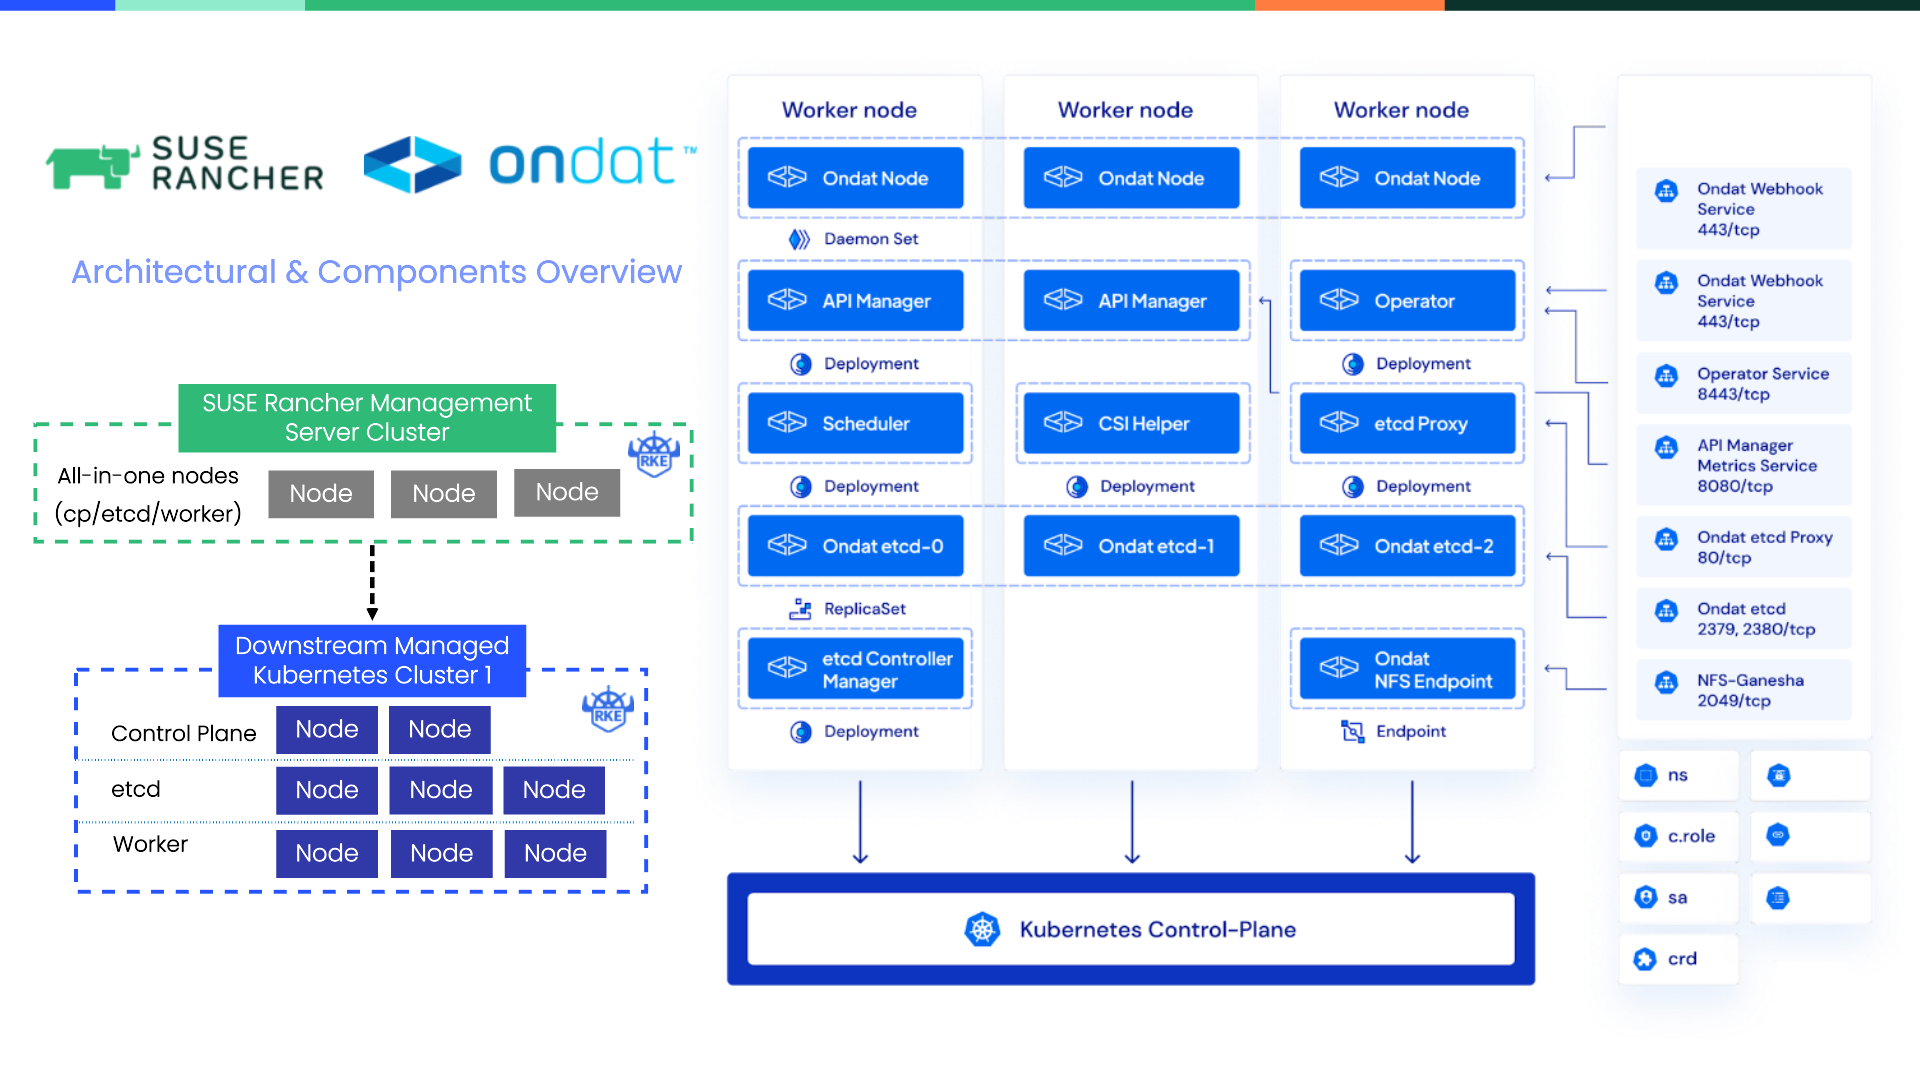 SUSE
RANCHER
ondat™
Architectural & Components Overview
SUSE Rancher Management
Server Cluster
All-in-one nodes
(cp/etcd/worker)
Node
Node
Node
RKE
Downstream Managed
Kubernetes Cluster 1
RKE
Control Plane
Node
Node
etcd
Node
Node
Node
Worker
Node
Node
Node
Worker node
Worker node
Worker node
Ondat Node
Ondat Node
Ondat Node
Daemon Set
API Manager
API Manager
Operator
Deployment
Deployment
Scheduler
CSI Helper
etcd Proxy
Deployment
Deployment
Deployment
Ondat etcd-0
Ondat etcd-1
Ondat etcd-2
ReplicaSet
etcd Controller
Manager
Ondat
NFS Endpoint
Deployment
Endpoint
Kubernetes Control-Plane
Ondat Webhook
Service
443/tcp
Ondat Webhook
Service
443/tcp
Operator Service
8443/tcp
API Manager
Metrics Service
8080/tcp
Ondat etcd Proxy
80/tcp
Ondat etcd
2379, 2380/tcp
NFS-Ganesha
2049/tcp
ns
c.role
sa
crd